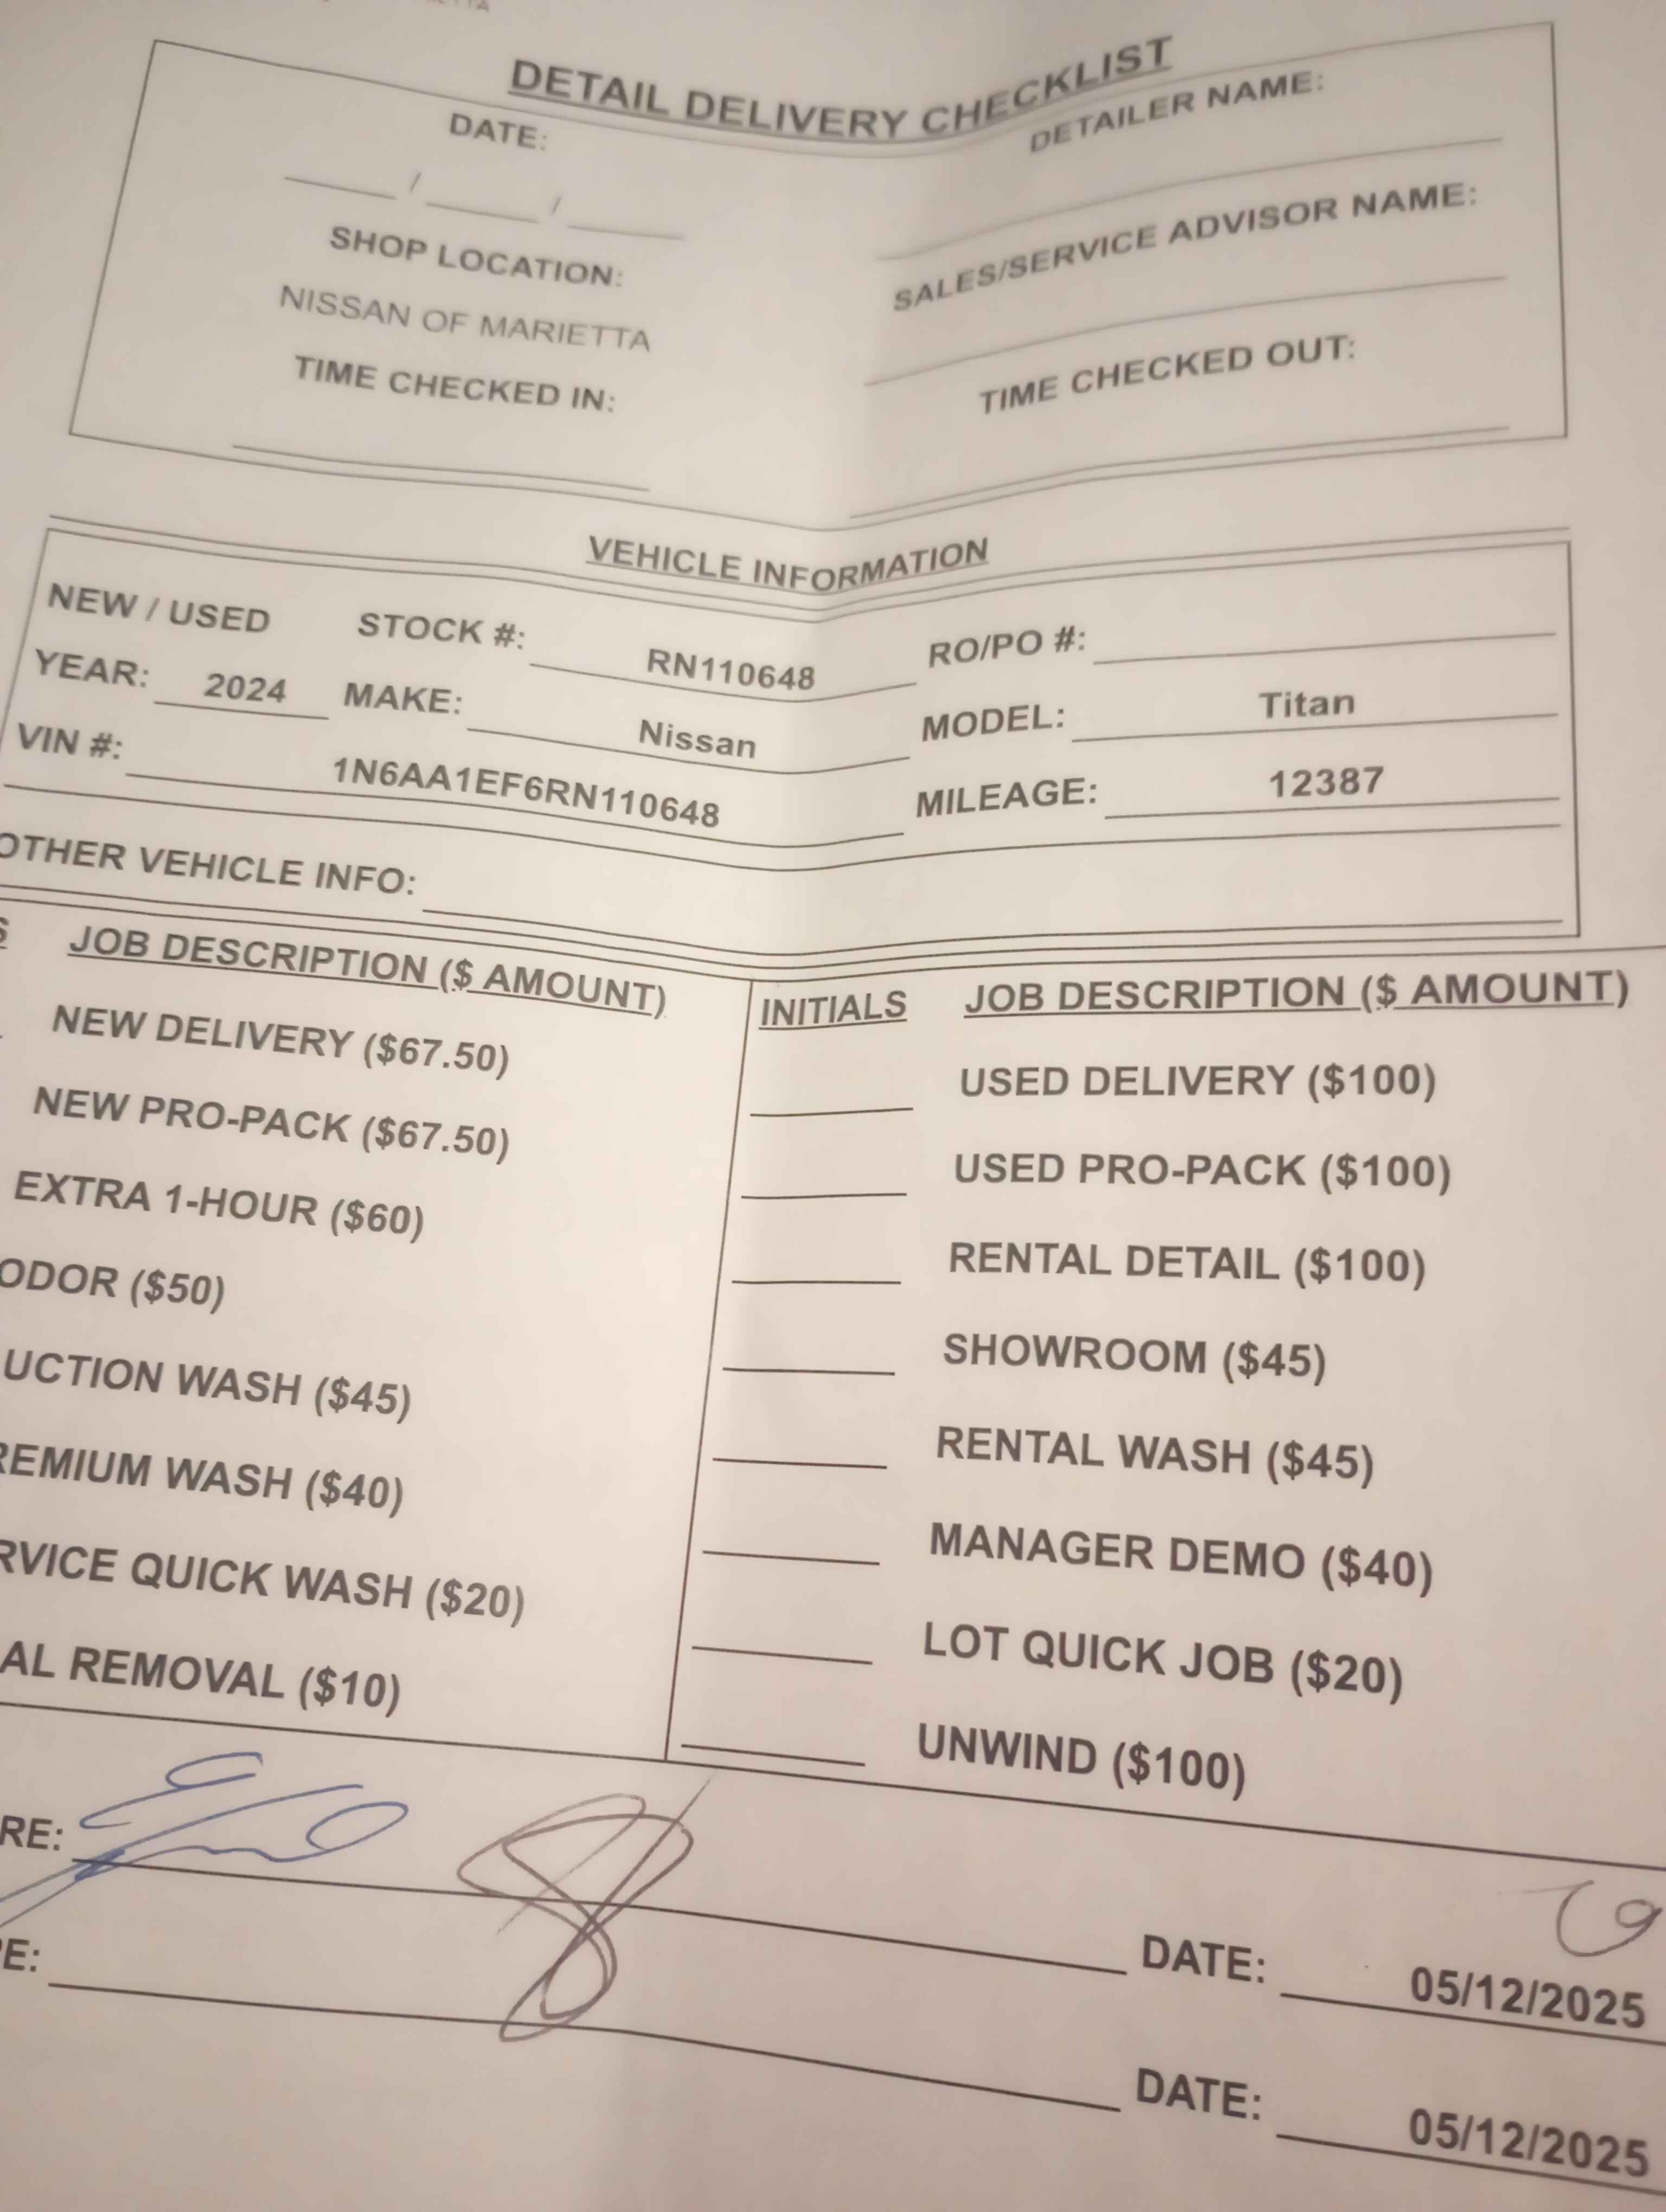 DETAIL DELIVERY CHECKLIST
DATE:
/ /
SHOP LOCATION:
NISSAN OF MARIETTA
TIME CHECKED IN:
DETAILER NAME:
SALES/SERVICE ADVISOR NAME:
TIME CHECKED OUT:
VEHICLE INFORMATION
NEW / USED STOCK #: RN110648 RO/PO #:
YEAR: 2024 MAKE: Nissan MODEL: Titan
VIN #: 1N6AA1EF6RN110648 MILEAGE: 12387
OTHER VEHICLE INFO:
S JOB DESCRIPTION ($ AMOUNT)
NEW DELIVERY ($67.50)
NEW PRO-PACK ($67.50)
EXTRA 1-HOUR ($60)
ODOR ($50)
UCTION WASH ($45)
REMIUM WASH ($40)
RVICE QUICK WASH ($20)
AL REMOVAL ($10)
INITIALS JOB DESCRIPTION ($ AMOUNT)
USED DELIVERY ($100)
USED PRO-PACK ($100)
RENTAL DETAIL ($100)
SHOWROOM ($45)
RENTAL WASH ($45)
MANAGER DEMO ($40)
LOT QUICK JOB ($20)
UNWIND ($100)
RE: DATE: 05/12/2025
E: DATE: 05/12/2025